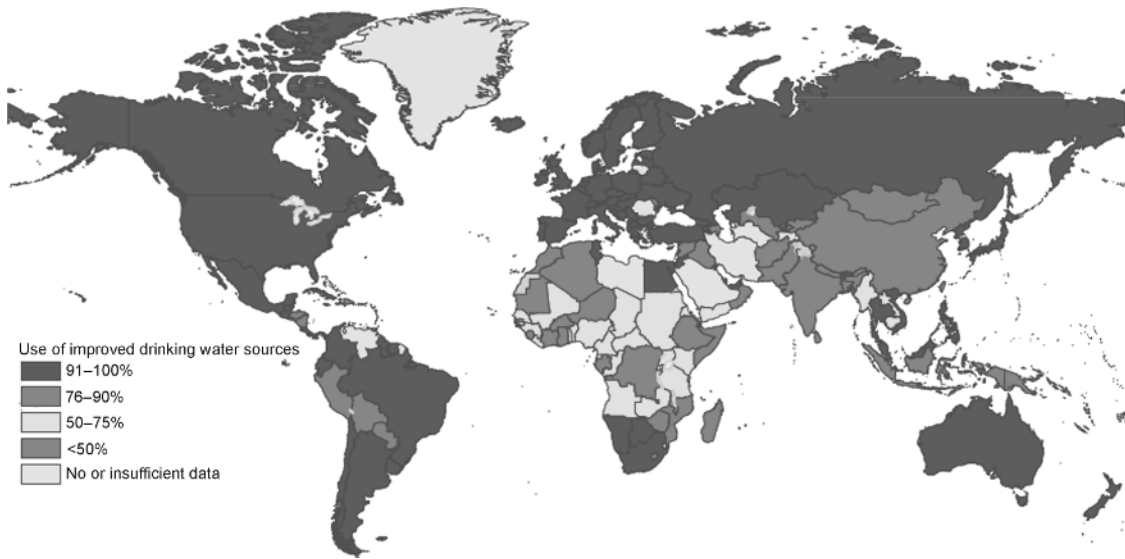 Use of improved drinking water sources
91–100%
76–90%
50–75%
<50%
No or insufficient data